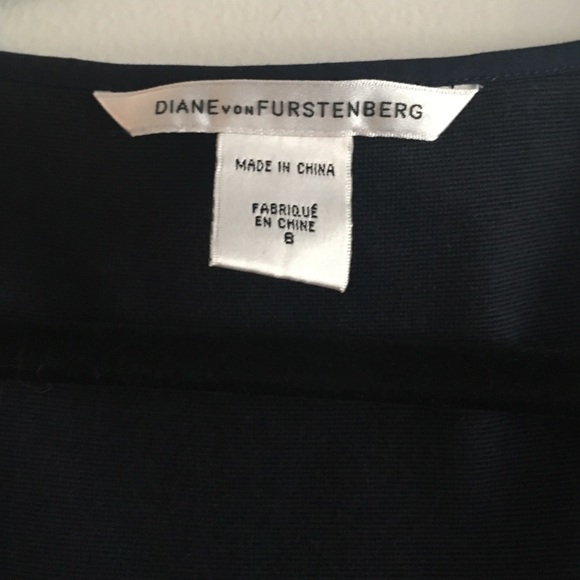 DIANE VON FURSTENBERG
MADE IN CHINA
FABRIQUÉ
EN CHINE
8